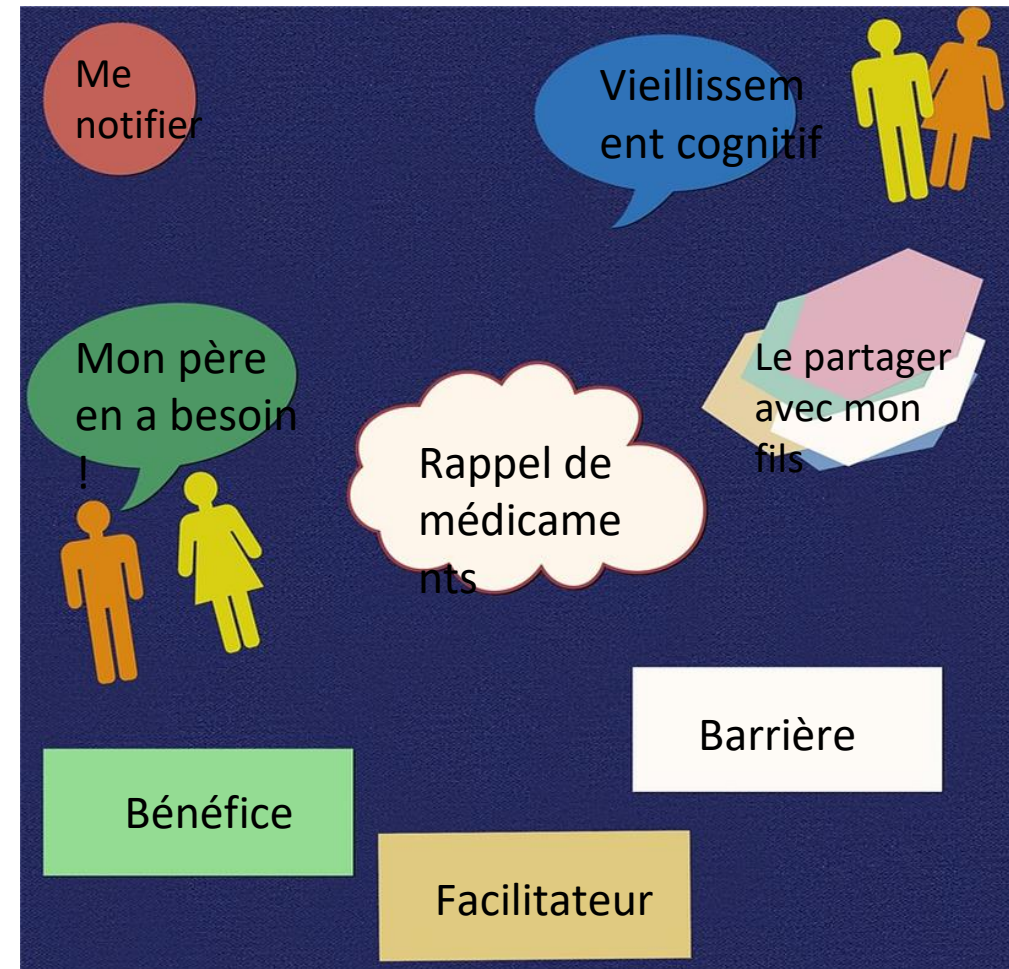 Me
notifier
Vieillissem
ent cognitif
Mon père
en a besoin
!
Le partager
avec mon
fils
Rappel de
médicame
nts
Barrière
Bénéfice
Facilitateur